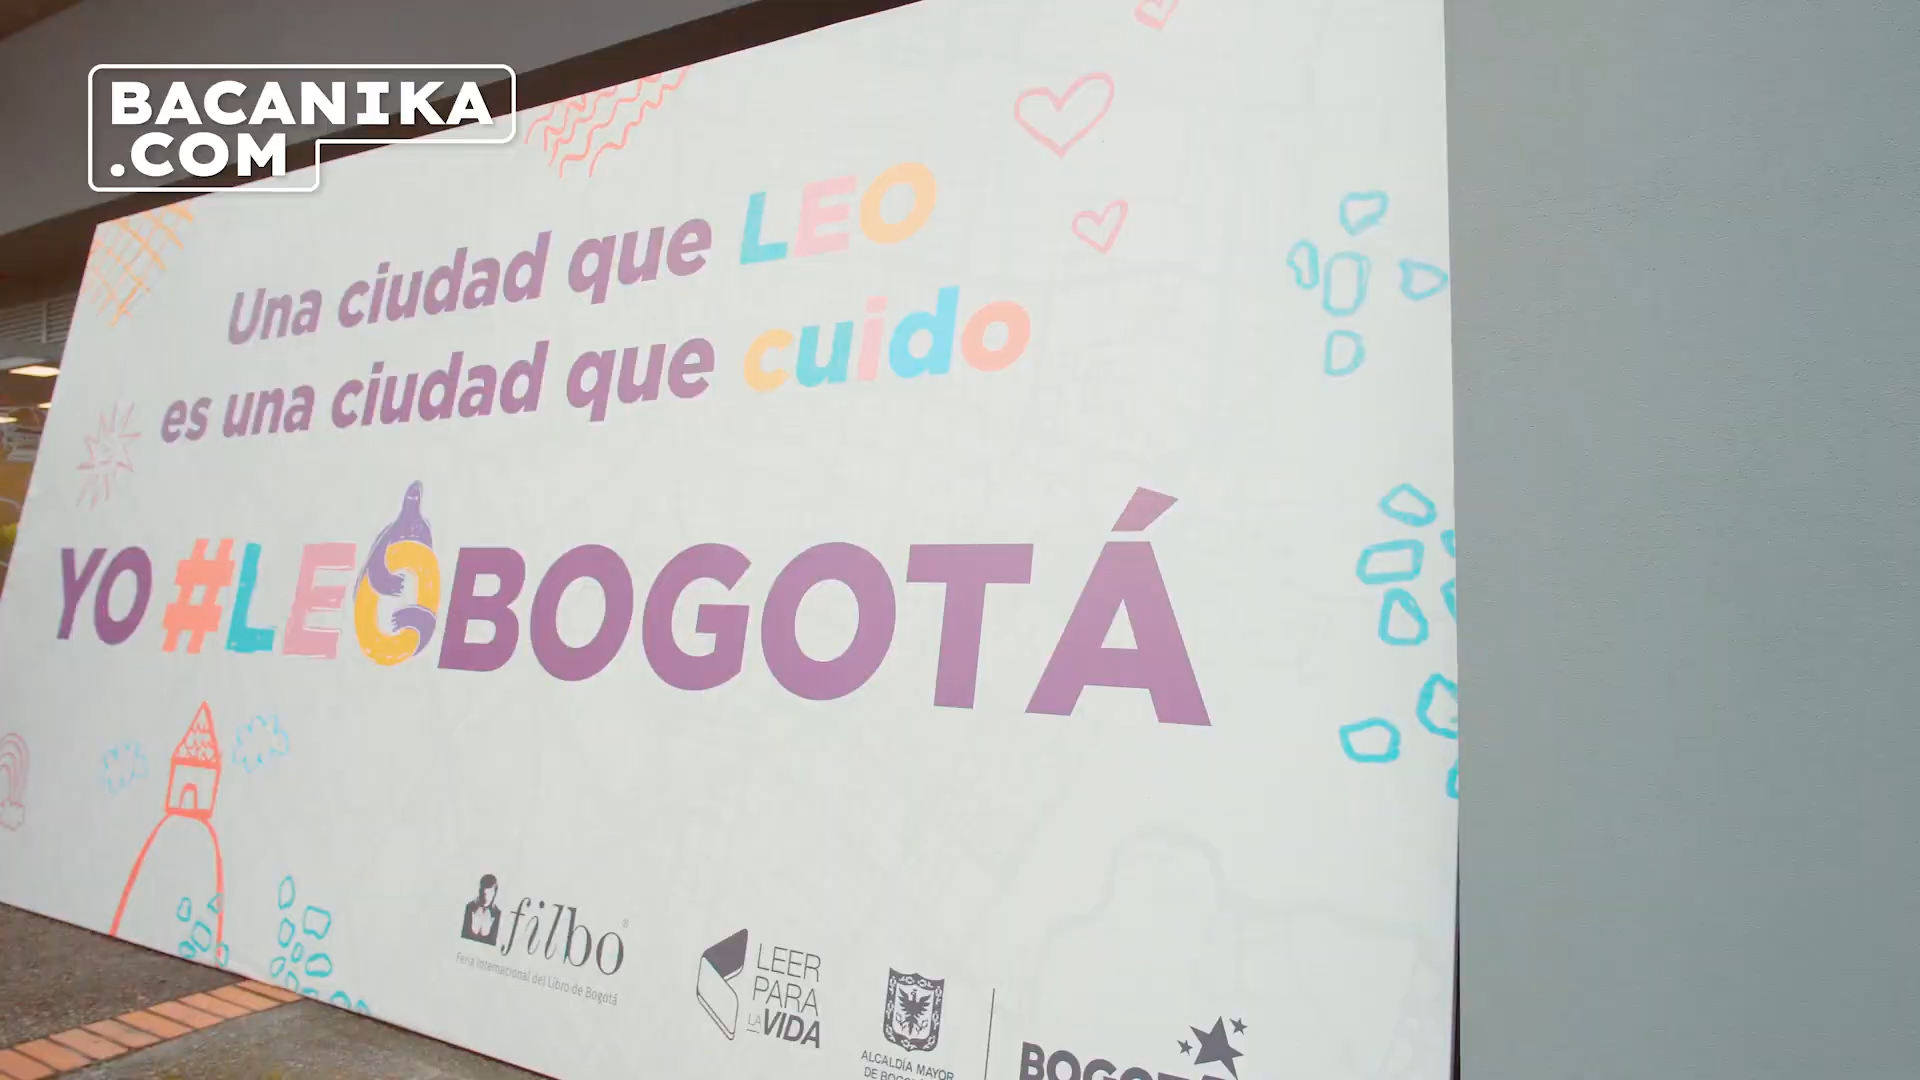 BACANIKA
.COM
Una ciudad que LEO
es una ciudad que cuido
YO #LEOBOGOTÁ
filbo
Feria Internacional del Libro de Bogotá
LEER
PARA
LA VIDA
ALCALDÍA MAYOR
BOGOTÁ